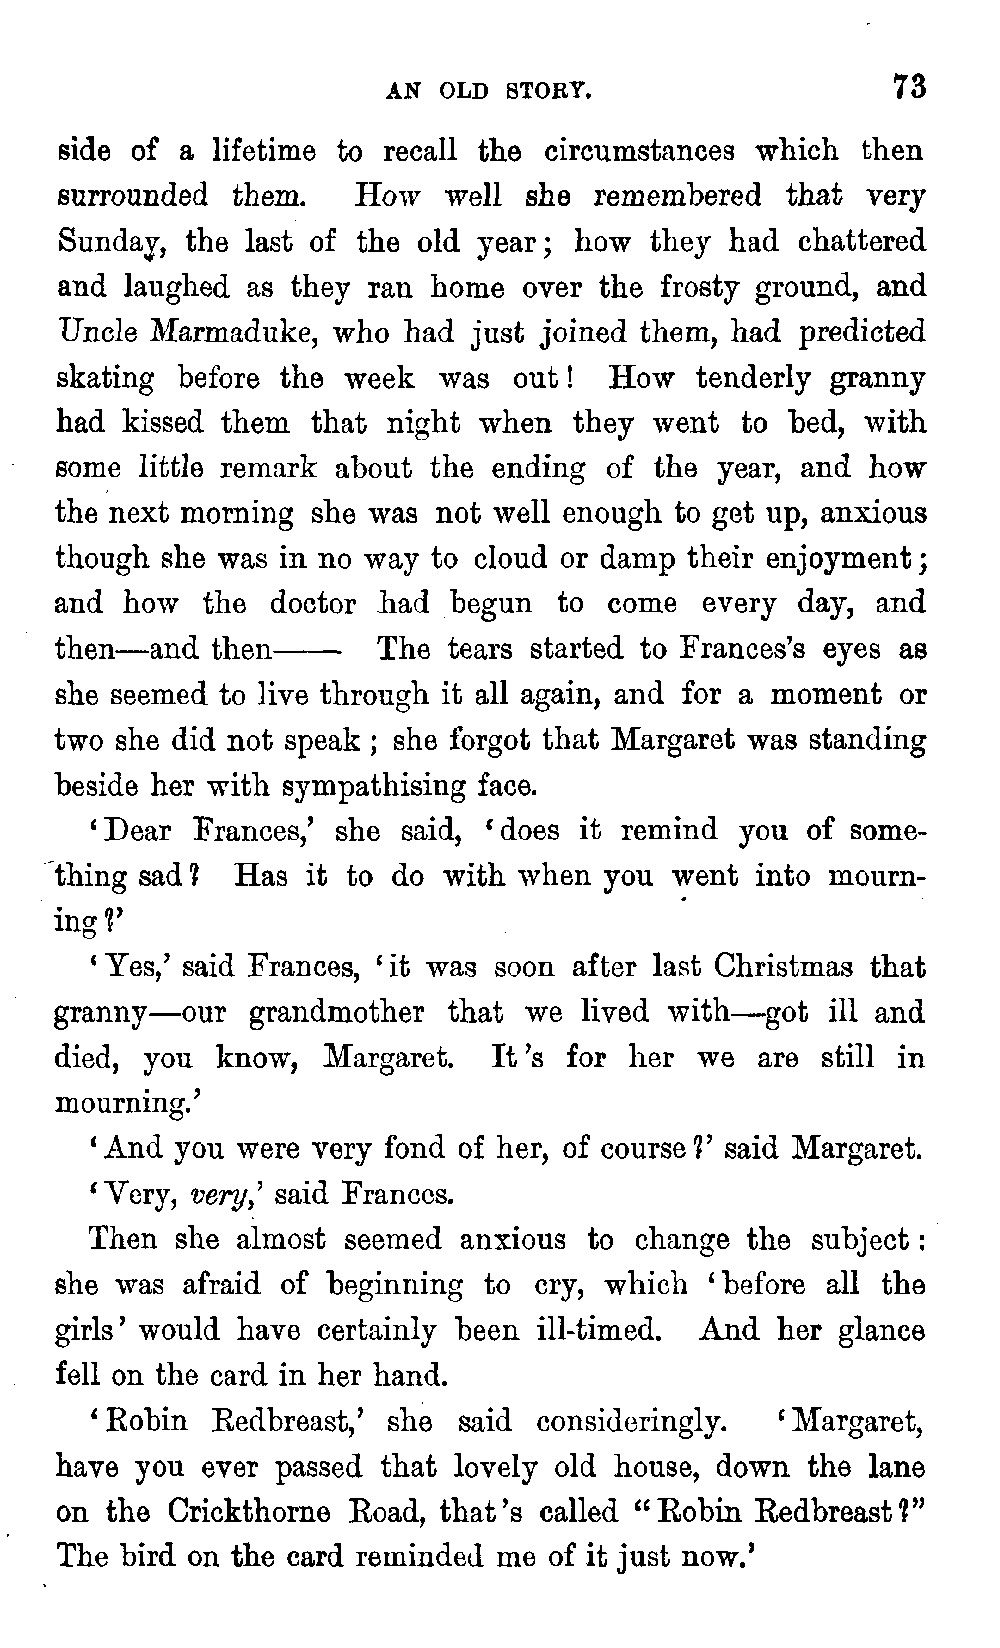 AN OLD STORY. 73
side of a lifetime to recall the circumstances which then
surrounded them. How well she remembered that very
Sunday, the last of the old year; how they had chattered
and laughed as they ran home over the frosty ground, and
Uncle Marmaduke, who had just joined them, had predicted
skating before the week was out! How tenderly granny
had kissed them that night when they went to bed, with
some little remark about the ending of the year, and how
the next morning she was not well enough to get up, anxious
though she was in no way to cloud or damp their enjoyment;
and how the doctor had begun to come every day, and
then—and then—— The tears started to Frances's eyes as
she seemed to live through it all again, and for a moment or
two she did not speak; she forgot that Margaret was standing
beside her with sympathising face.
'Dear Frances,' she said, 'does it remind you of some-
thing sad? Has it to do with when you went into mourn-
ing?'
'Yes,' said Frances, 'it was soon after last Christmas that
granny—our grandmother that we lived with—got ill and
died, you know, Margaret. It's for her we are still in
mourning.'
'And you were very fond of her, of course?' said Margaret.
'Very, very,' said Frances.
Then she almost seemed anxious to change the subject:
she was afraid of beginning to cry, which 'before all the
girls' would have certainly been ill-timed. And her glance
fell on the card in her hand.
'Robin Redbreast,' she said consideringly. 'Margaret,
have you ever passed that lovely old house, down the lane
on the Crickthorne Road, that's called "Robin Redbreast?"
The bird on the card reminded me of it just now.'